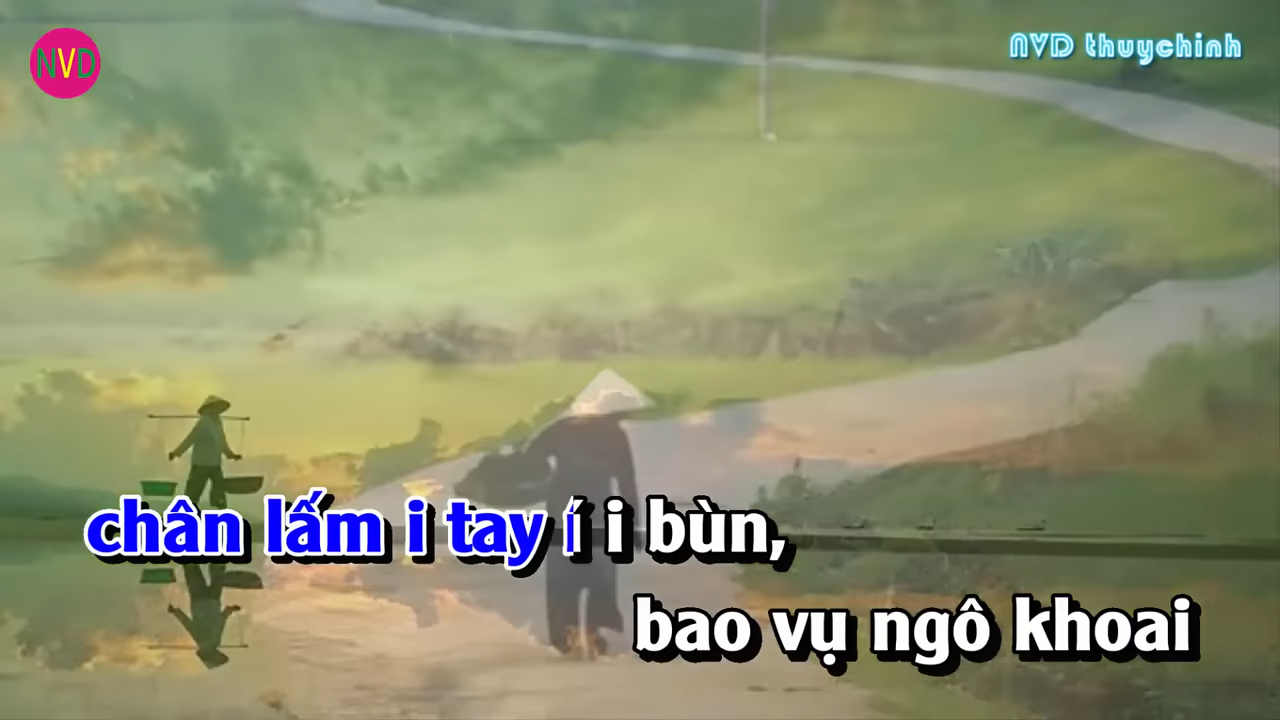 NVD
NVD thuychinh
chân lấm i tay í i bùn,
bao vụ ngô khoai